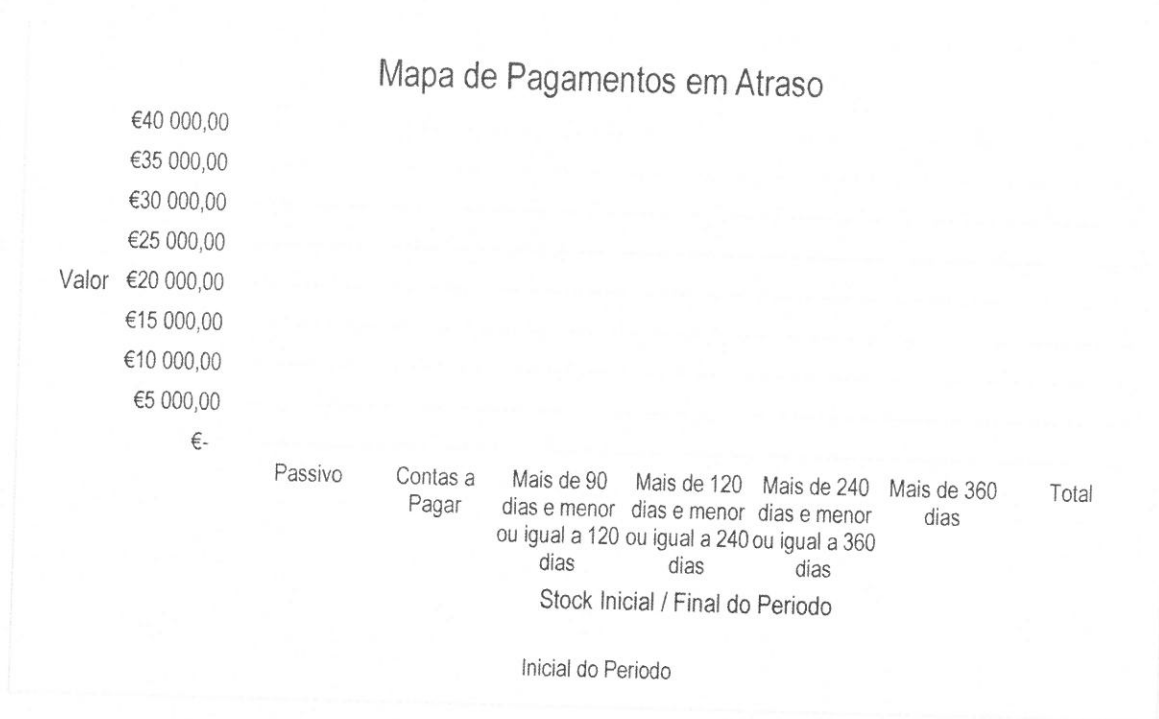 Mapa de Pagamentos em Atraso
€40 000,00
€35 000,00
€30 000,00
€25 000,00
Valor €20 000,00
€15 000,00
€10 000,00
€5 000,00
€-
Passivo
Contas a
Pagar
Mais de 90
dias e menor
ou igual a 120
dias
Mais de 120
dias e menor
ou igual a 240
dias
Mais de 240
dias e menor
ou igual a 360
dias
Mais de 360
dias
Total
Stock Inicial / Final do Periodo
Inicial do Periodo